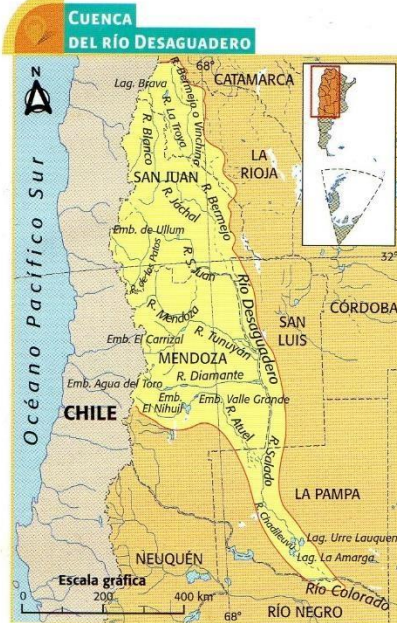 CUENCA
DEL RÍO DESAGUADERO
N
68°
Lag. Brava
R. Bermejo o Vinchina
CATAMARCA
R. La Troya
R. Blanco
LA
RIOJA
SAN JUAN
R. Jáchal
R. Bermejo
Emb. de Ullum
R. de los Patos
R. S. Juan
32°
Río Desaguadero
R. Mendoza
CÓRDOBA
SAN
LUIS
Emb. El Carrizal
R. Tunuyán
MENDOZA
Emb. Agua del Toro
R. Diamante
Emb.
El Nihuil
Emb. Valle Grande
CHILE
Océano Pacífico Sur
R. Atuel
R. Salado
LA PAMPA
R. Chadileuvú
Lag. Urre Lauquen
Lag. La Amarga
NEUQUÉN
Río Colorado
Escala gráfica
0 200 400 km
68°
RÍO NEGRO